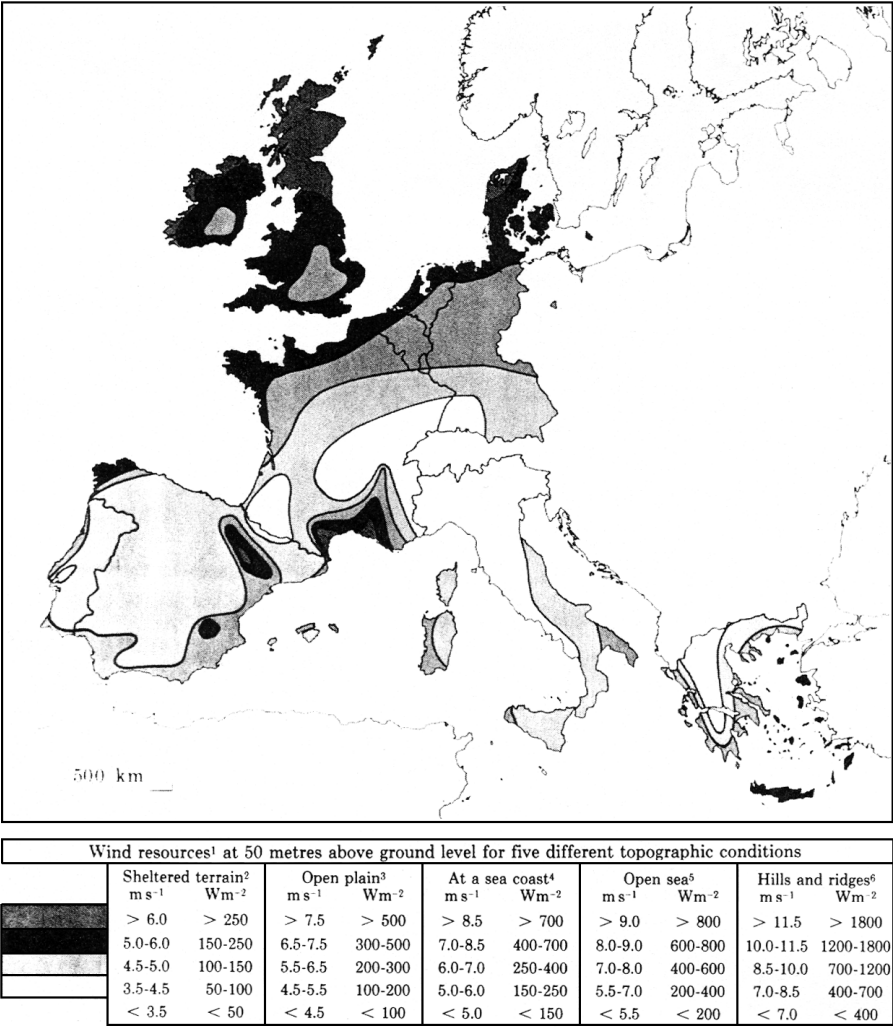 500 km
Wind resources¹ at 50 metres above ground level for five different topographic conditions
Sheltered terrain² Open plain³ At a sea coast⁴ Open sea⁵ Hills and ridges⁶
m s⁻¹ Wm⁻² m s⁻¹ Wm⁻² m s⁻¹ Wm⁻² m s⁻¹ Wm⁻² m s⁻¹ Wm⁻²
> 6.0 > 250 > 7.5 > 500 > 8.5 > 700 > 9.0 > 800 > 11.5 > 1800
5.0-6.0 150-250 6.5-7.5 300-500 7.0-8.5 400-700 8.0-9.0 600-800 10.0-11.5 1200-1800
4.5-5.0 100-150 5.5-6.5 200-300 6.0-7.0 250-400 7.0-8.0 400-600 8.5-10.0 700-1200
3.5-4.5 50-100 4.5-5.5 100-200 5.0-6.0 150-250 5.5-7.0 200-400 7.0-8.5 400-700
< 3.5 < 50 < 4.5 < 100 < 5.0 < 150 < 5.5 < 200 < 7.0 < 400